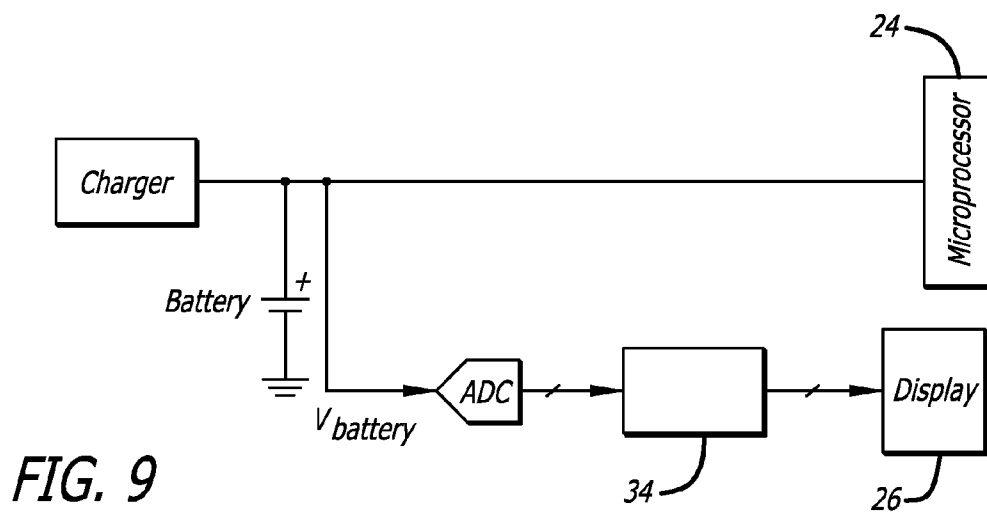 24
Charger
Microprocessor
Battery
+
V battery
ADC
Display
34
26
FIG. 9